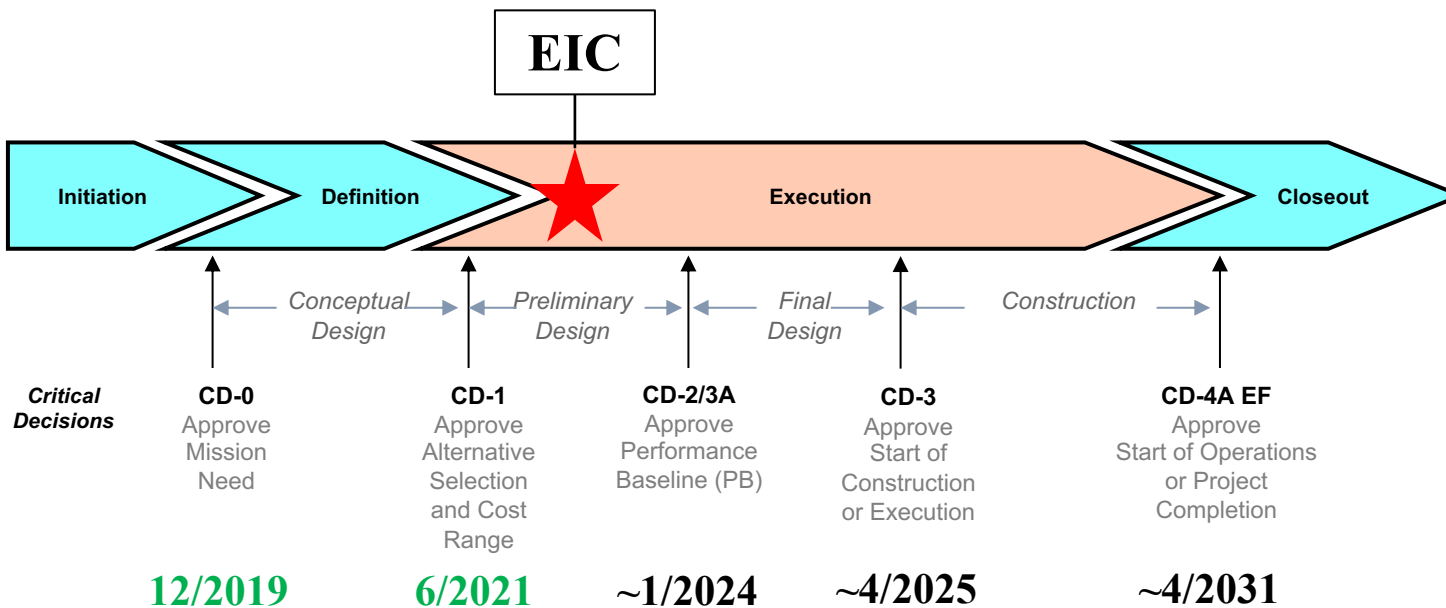 EIC
Initiation
Definition
Execution
Closeout
Conceptual
Design
Preliminary
Design
Final
Design
Construction
Critical
Decisions
CD-0
Approve
Mission
Need
CD-1
Approve
Alternative
Selection
and Cost
Range
CD-2/3A
Approve
Performance
Baseline (PB)
CD-3
Approve
Start of
Construction
or Execution
CD-4A EF
Approve
Start of Operations
or Project
Completion
12/2019
6/2021
~1/2024
~4/2025
~4/2031